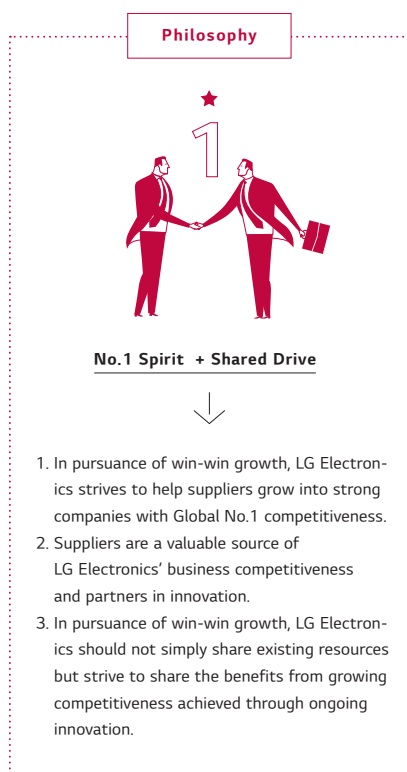 Philosophy
1
No.1 Spirit + Shared Drive
1. In pursuance of win-win growth, LG Electron-
ics strives to help suppliers grow into strong
companies with Global No.1 competitiveness.
2. Suppliers are a valuable source of
LG Electronics’ business competitiveness
and partners in innovation.
3. In pursuance of win-win growth, LG Electron-
ics should not simply share existing resources
but strive to share the benefits from growing
competitiveness achieved through ongoing
innovation.